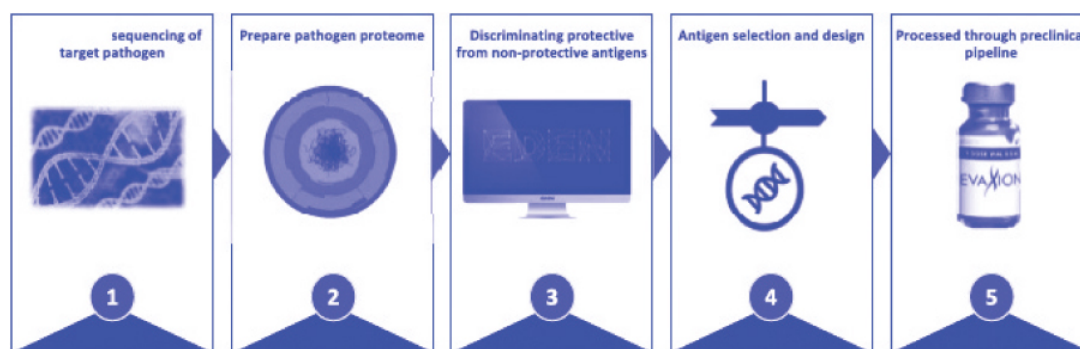 sequencing of
target pathogen
Prepare pathogen proteome
Discriminating protective
from non-protective antigens
Antigen selection and design
Processed through preclinical
pipeline
EDEN
EVAXION
1
2
3
4
5